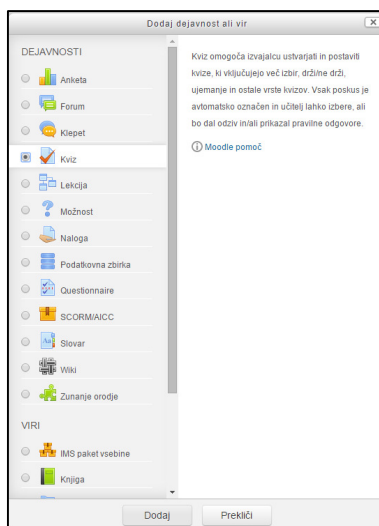 Dodaj dejavnost ali vir
DEJAVNOSTI
Anketa
Forum
Klepet
Kviz
Lekcija
Možnost
Naloga
Podatkovna zbirka
Questionnaire
SCORM/AICC
Slovar
Wiki
Zunanje orodje
VIRI
IMS paket vsebine
Knjiga
Kviz omogoča izvajalcu ustvarjati in postaviti
kvize, ki vključujejo več izbir, drži/ne drži,
ujemanje in ostale vrste kvizov. Vsak poskus je
avtomatsko označen in učitelj lahko izbere, ali
bo dal odziv in/ali prikazal pravilne odgovore.
Moodle pomoč
Dodaj
Prekliči